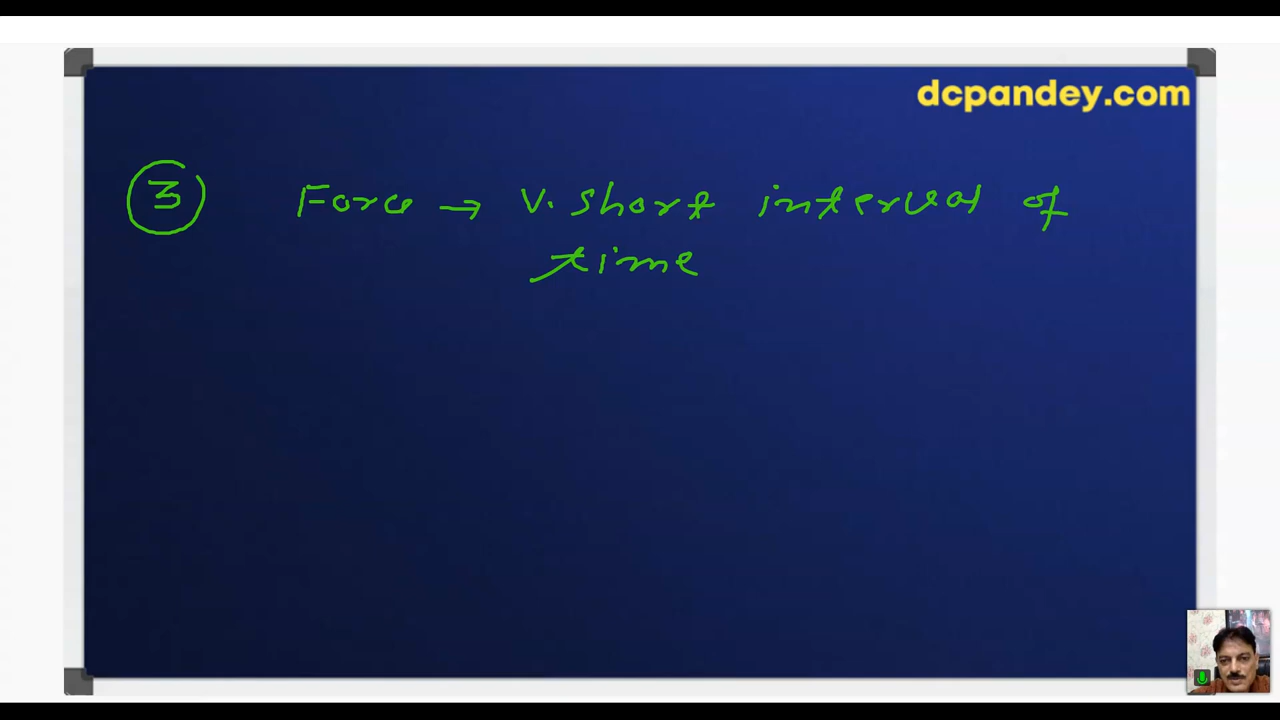 dcpandey.com
3 Force → V. short interval of
time